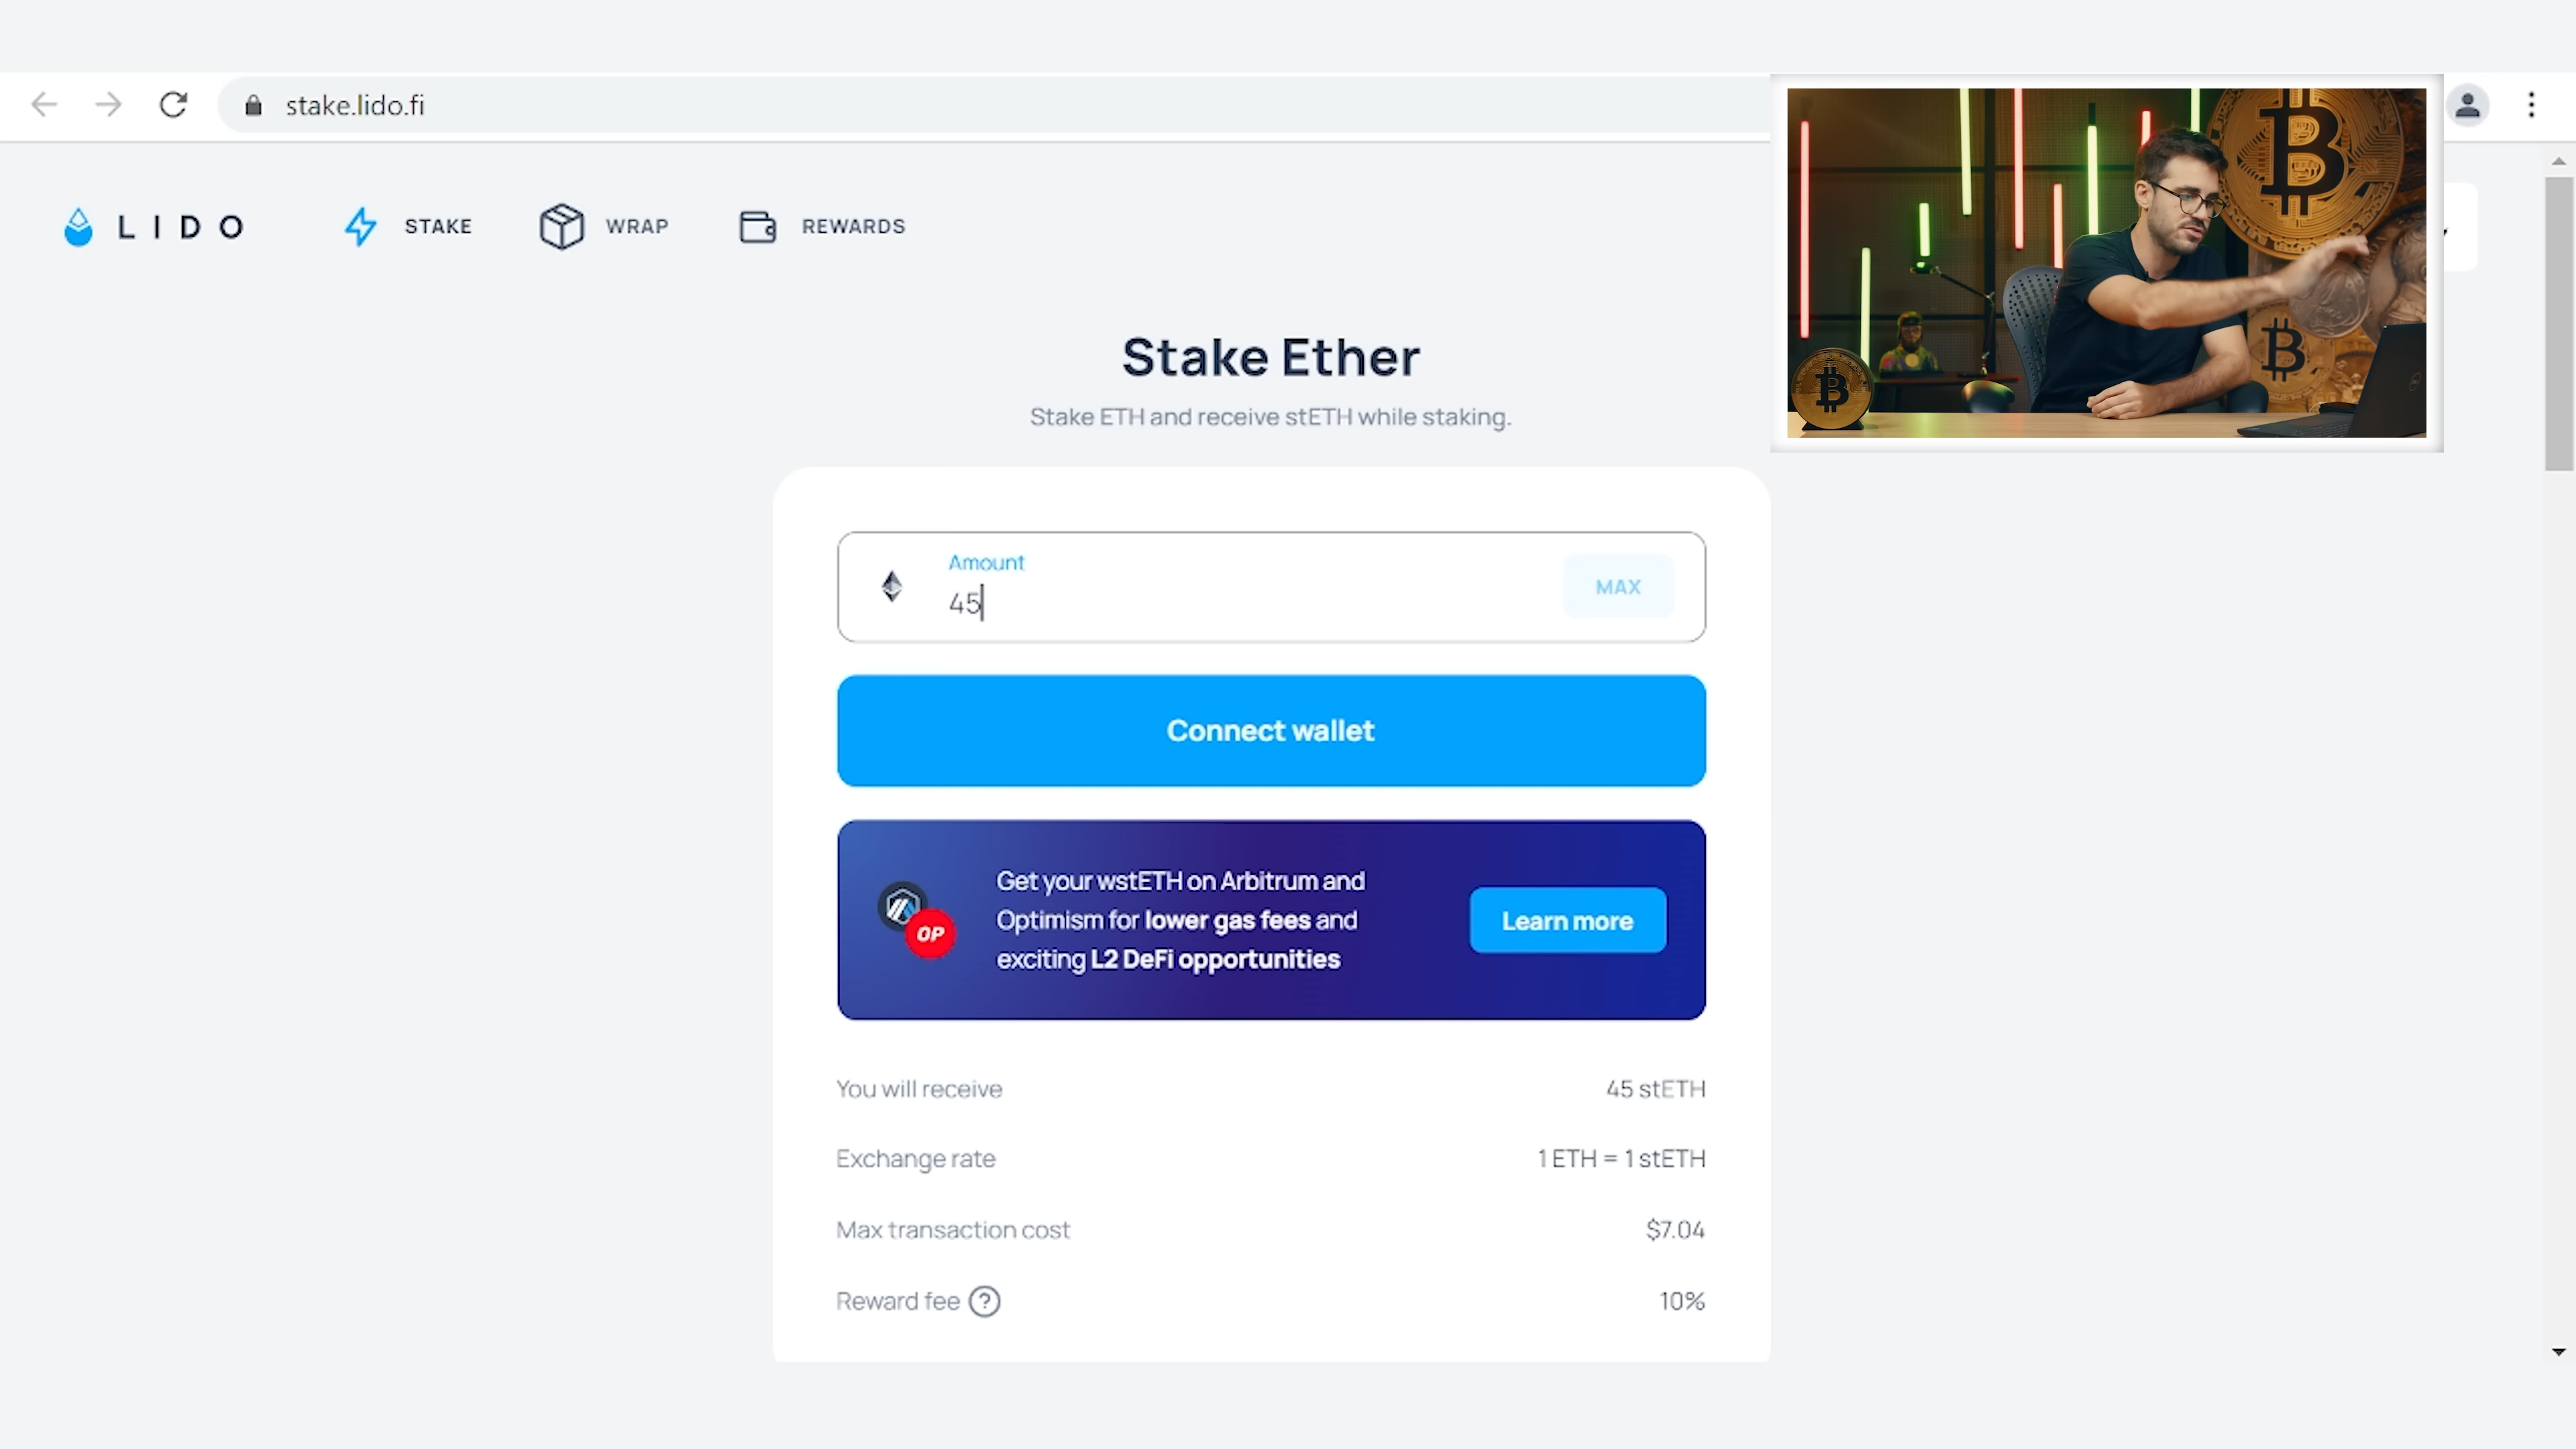 stake.lido.fi
LIDO
STAKE
WRAP
REWARDS
Stake Ether
Stake ETH and receive stETH while staking.
Amount
45
MAX
Connect wallet
Get your wstETH on Arbitrum and
Optimism for lower gas fees and
exciting L2 DeFi opportunities
OP
Learn more
You will receive
45 stETH
Exchange rate
1 ETH = 1 stETH
Max transaction cost
$7.04
Reward fee ?
10%